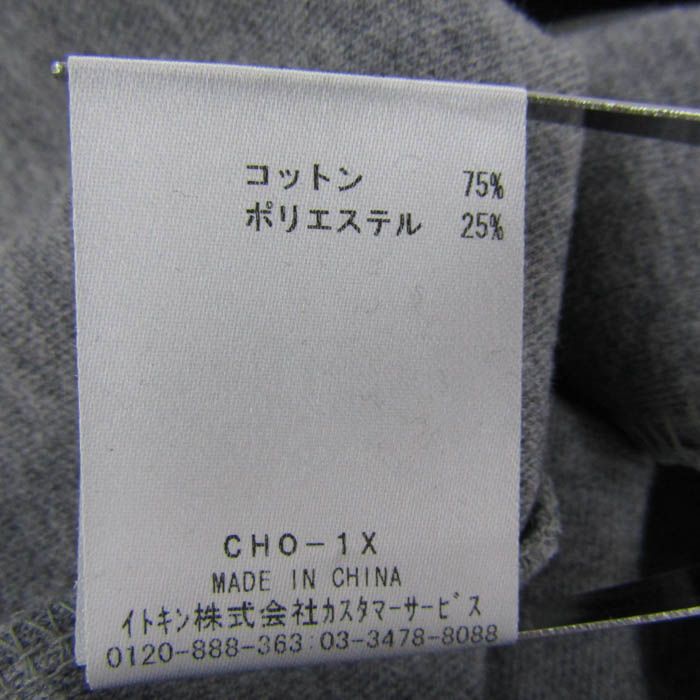 コットン 75%
ポリエステル 25%
CHO-1X
MADE IN CHINA
イトキン株式会社ｶｽﾀﾏｰｻｰﾋﾞｽ
0120-888-363:03-3478-8088